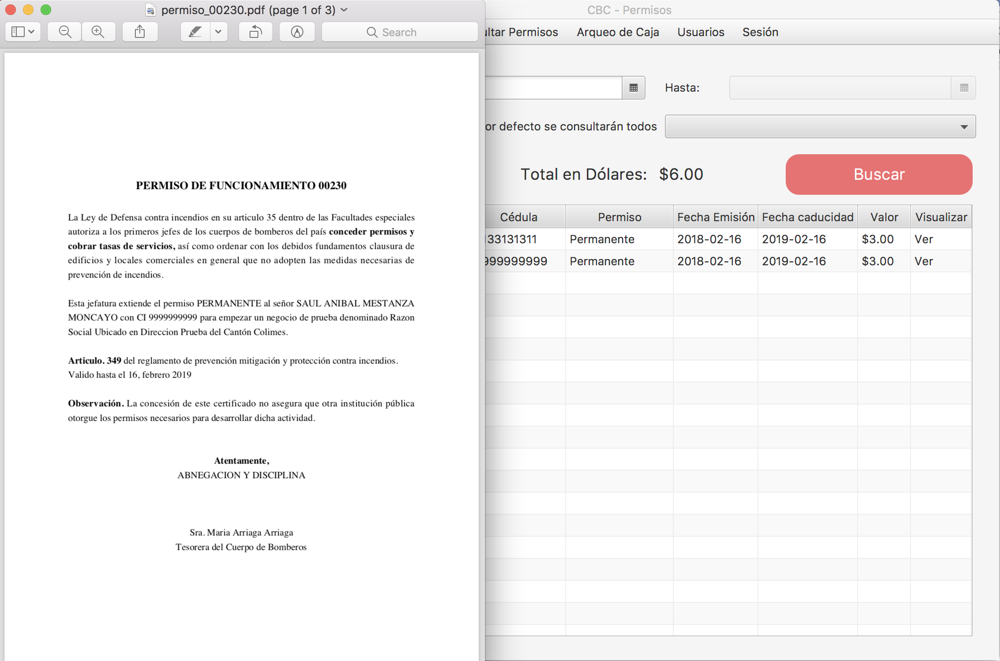 permiso_00230.pdf (page 1 of 3)
Search
PERMISO DE FUNCIONAMIENTO 00230
La Ley de Defensa contra incendios en su articulo 35 dentro de las Facultades especiales
autoriza a los primeros jefes de los cuerpos de bomberos del país conceder permisos y
cobrar tasas de servicios, así como ordenar con los debidos fundamentos clausura de
edificios y locales comerciales en general que no adopten las medidas necesarias de
prevención de incendios.
Esta jefatura extiende el permiso PERMANENTE al señor SAUL ANIBAL MESTANZA
MONCAYO con CI 9999999999 para empezar un negocio de prueba denominado Razon
Social Ubicado en Direccion Prueba del Cantón Colimes.
Articulo. 349 del reglamento de prevención mitigación y protección contra incendios.
Valido hasta el 16, febrero 2019
Observación. La concesión de este certificado no asegura que otra institución pública
otorgue los permisos necesarios para desarrollar dicha actividad.
Atentamente,
ABNEGACION Y DISCIPLINA
Sra. Maria Arriaga Arriaga
Tesorera del Cuerpo de Bomberos
CBC - Permisos
ultar Permisos Arqueo de Caja Usuarios Sesión
Hasta:
or defecto se consultarán todos
Total en Dólares: $6.00 Buscar
Cédula Permiso Fecha Emisión Fecha caducidad Valor Visualizar
133131311 Permanente 2018-02-16 2019-02-16 $3.00 Ver
999999999 Permanente 2018-02-16 2019-02-16 $3.00 Ver